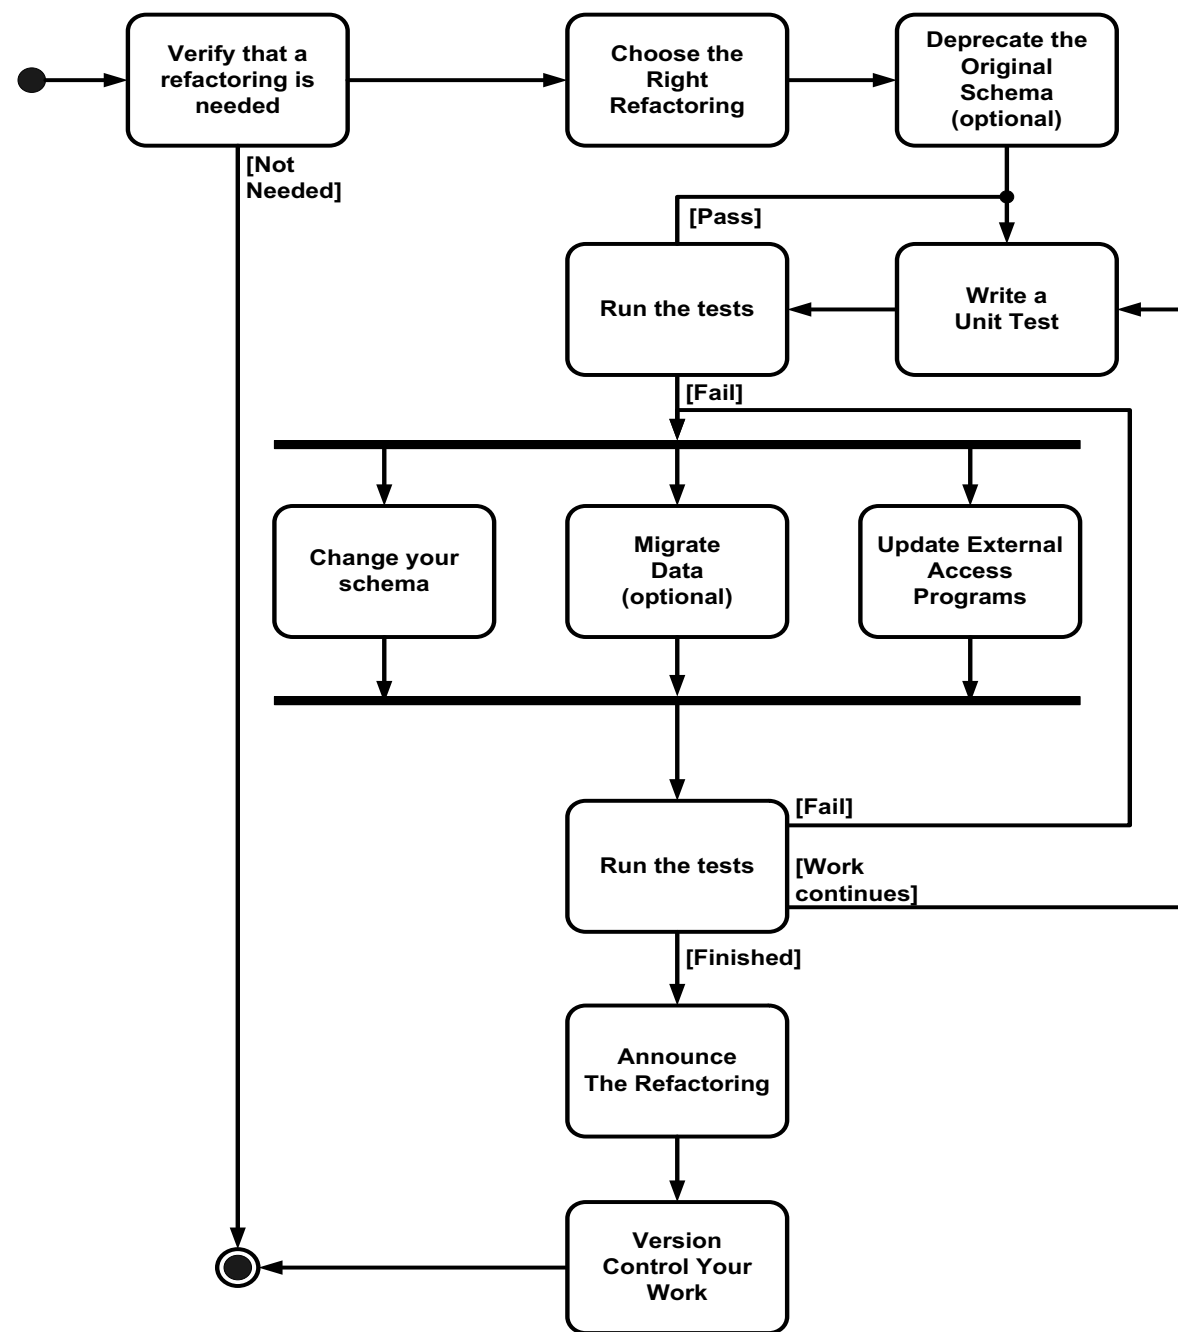 Verify that a
refactoring is
needed
Choose the
Right
Refactoring
Deprecate the
Original
Schema
(optional)
[Not
Needed]
[Pass]
Run the tests
Write a
Unit Test
[Fail]
Change your
schema
Migrate
Data
(optional)
Update External
Access
Programs
[Fail]
Run the tests
[Work
continues]
[Finished]
Announce
The Refactoring
Version
Control Your
Work